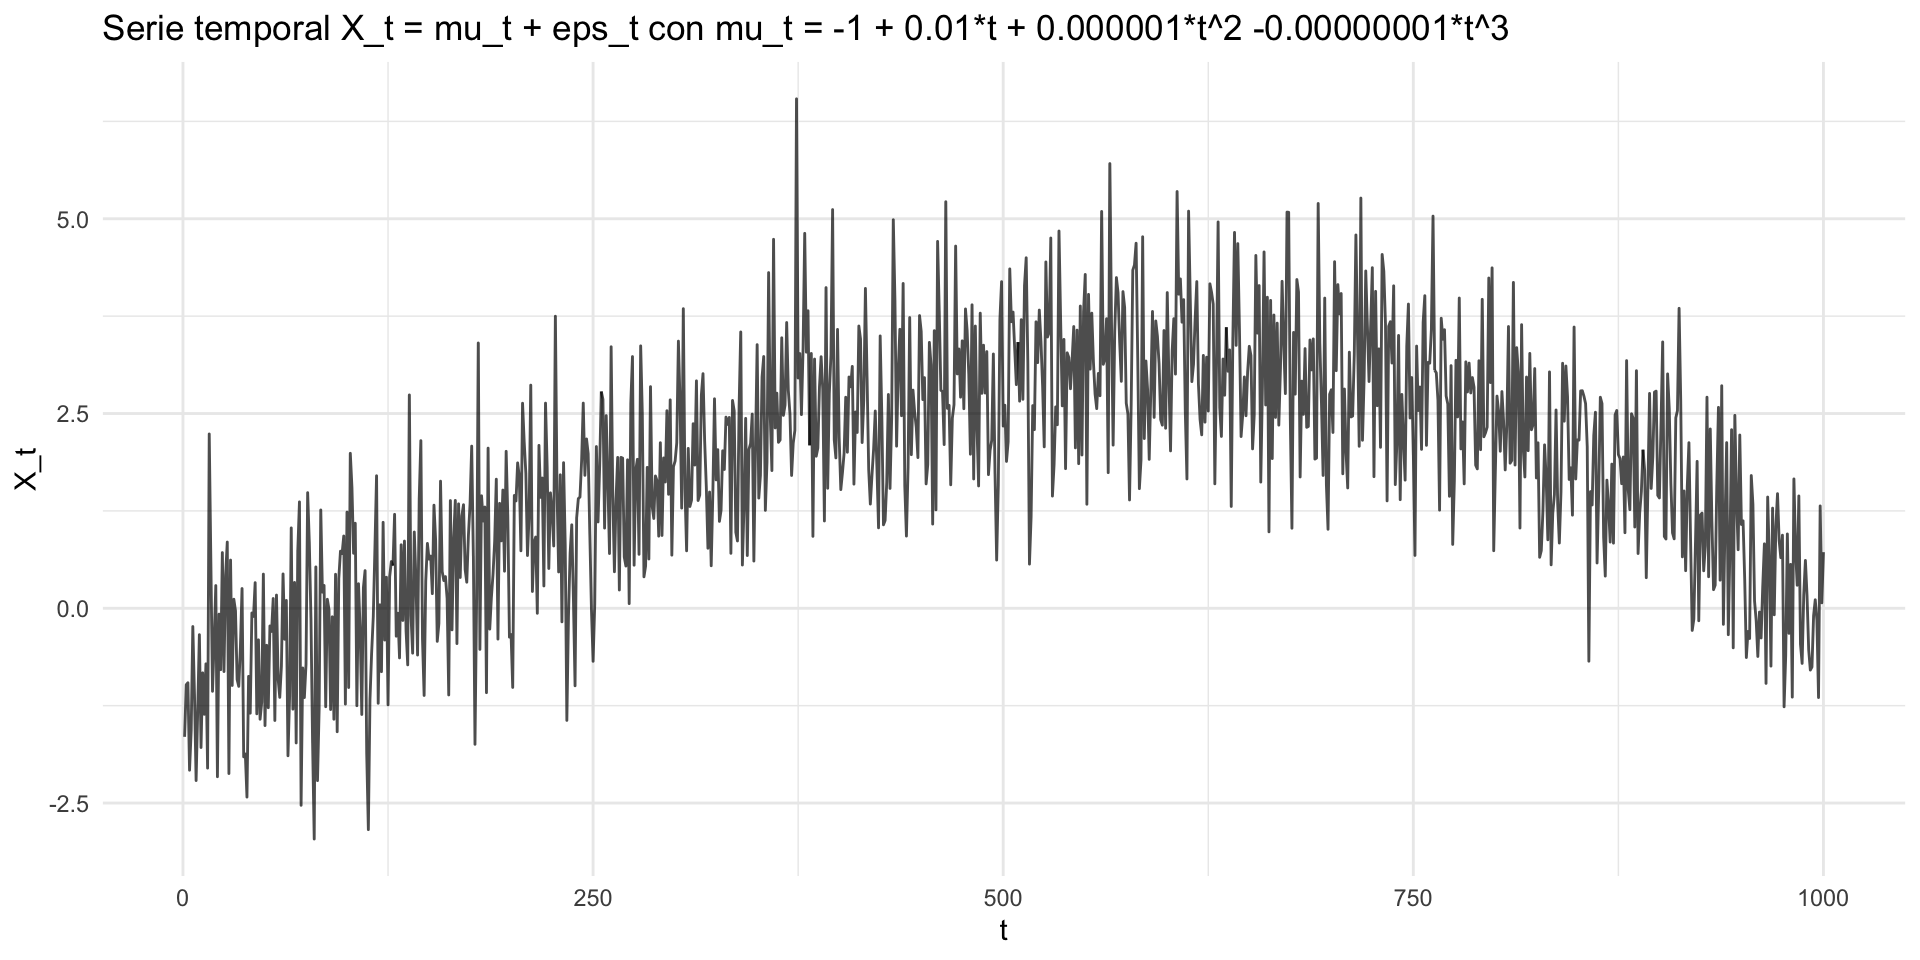 Serie temporal X_t = mu_t + eps_t con mu_t = -1 + 0.01*t + 0.000001*t^2 -0.00000001*t^3
5.0
2.5
0.0
-2.5
X_t
0 250 500 750 1000
t